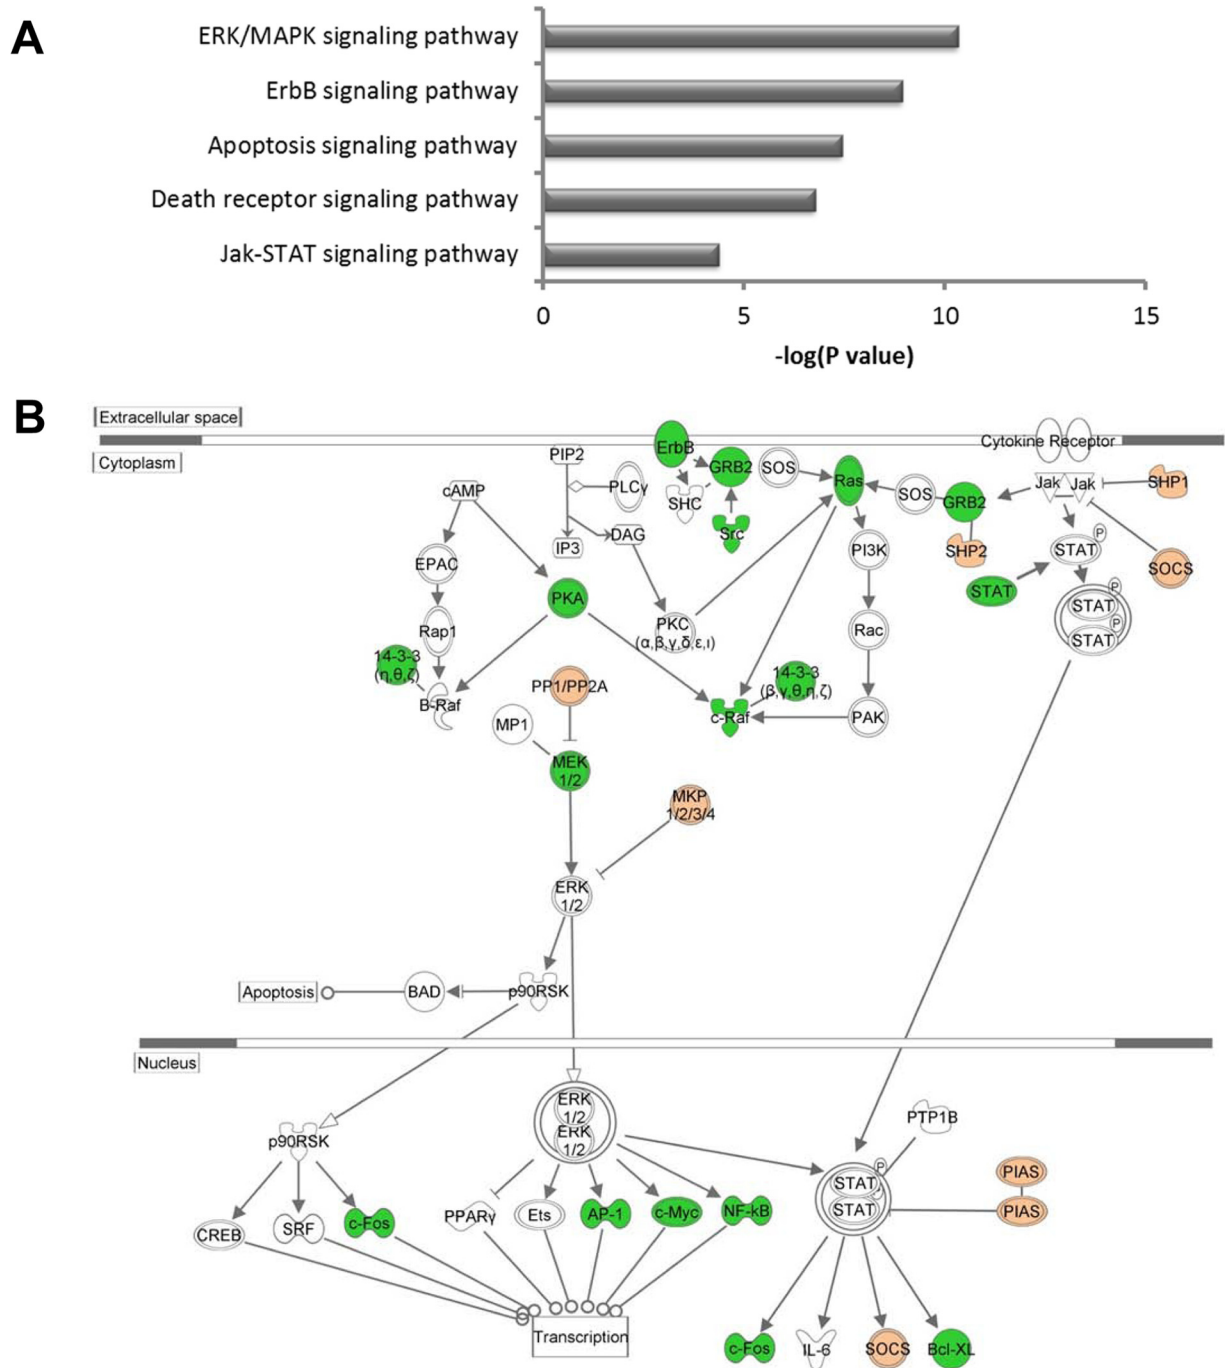 A
ERK/MAPK signaling pathway
ErbB signaling pathway
Apoptosis signaling pathway
Death receptor signaling pathway
Jak-STAT signaling pathway
0 5 10 15
-log(P value)
B
Extracellular space
Cytoplasm
Cytokine Receptor
PIP2
ErbB
GRB2
SOS
Ras
cAMP
PLCγ
SHC
SOS
GRB2
Jak Jak
SHP1
Src
IP3
DAG
PI3K
SHP2
STAT
P
EPAC
SOCS
PKA
STAT
P
STAT
P
STAT
Rap1
PKC
(α,β,γ,δ,ε,ι)
Rac
14-3-3
(η,θ,ζ)
B-Raf
PP1/PP2A
14-3-3
(β,γ,θ,η,ζ)
c-Raf
PAK
MP1
MEK
1/2
MKP
1/2/3/4
ERK
1/2
Apoptosis
BAD
p90RSK
Nucleus
ERK
1/2
ERK
1/2
p90RSK
PTP1B
P
STAT
STAT
PIAS
PIAS
CREB
SRF
c-Fos
PPARγ
Ets
AP-1
c-Myc
NF-kB
Transcription
c-Fos
IL-6
SOCS
Bcl-XL